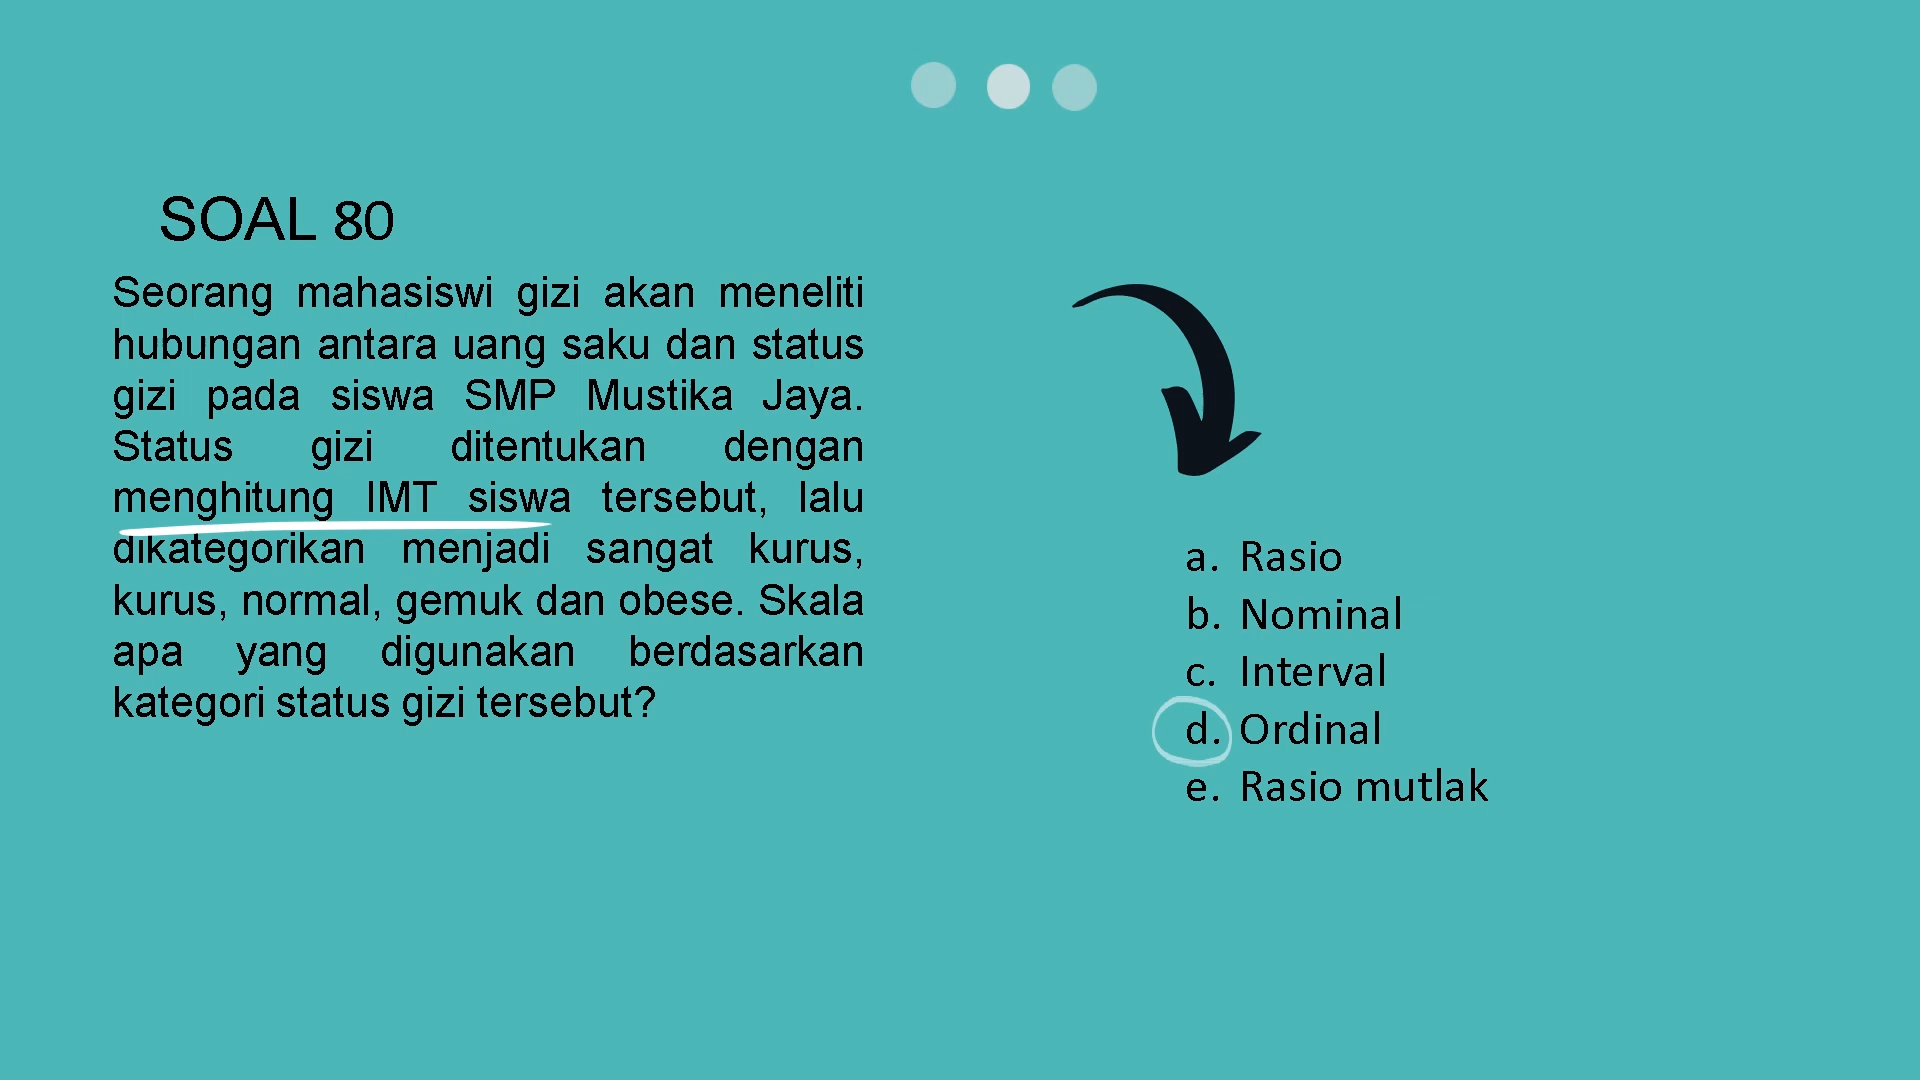 SOAL 80
Seorang mahasiswi gizi akan meneliti
hubungan antara uang saku dan status
gizi pada siswa SMP Mustika Jaya.
Status gizi ditentukan dengan
menghitung IMT siswa tersebut, lalu
dikategorikan menjadi sangat kurus,
kurus, normal, gemuk dan obese. Skala
apa yang digunakan berdasarkan
kategori status gizi tersebut?
a. Rasio
b. Nominal
c. Interval
d. Ordinal
e. Rasio mutlak